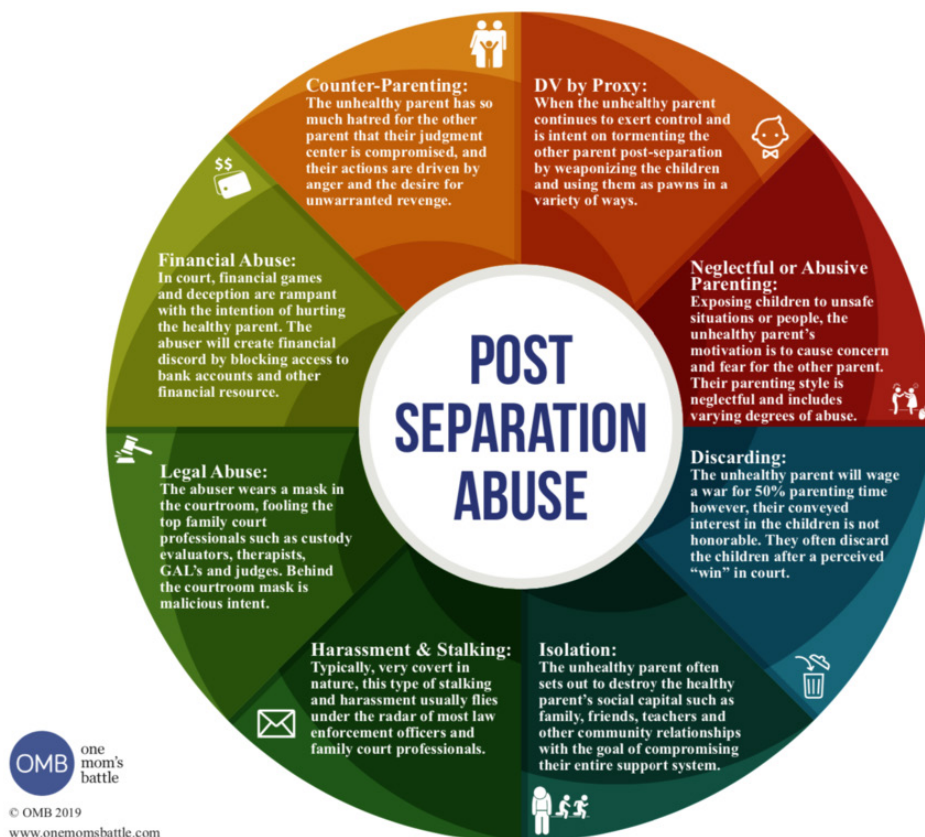 Counter-Parenting:
The unhealthy parent has so
much hatred for the other
parent that their judgment
center is compromised, and
their actions are driven by
anger and the desire for
unwarranted revenge.
DV by Proxy:
When the unhealthy parent
continues to exert control and
is intent on tormenting the
other parent post-separation
by weaponizing the children
and using them as pawns in a
variety of ways.
$$
Financial Abuse:
In court, financial games
and deception are rampant
with the intention of hurting
the healthy parent. The
abuser will create financial
discord by blocking access to
bank accounts and other
financial resource.
Neglectful or Abusive
Parenting:
Exposing children to unsafe
situations or people, the
unhealthy parent's
motivation is to cause concern
and fear for the other parent.
Their parenting style is
neglectful and includes
varying degrees of abuse.
POST
SEPARATION
ABUSE
Legal Abuse:
The abuser wears a mask in
the courtroom, fooling the
top family court
professionals such as custody
evaluators, therapists,
GAL's and judges. Behind
the courtroom mask is
malicious intent.
Discarding:
The unhealthy parent will wage
a war for 50% parenting time
however, their conveyed
interest in the children is not
honorable. They often discard
the children after a perceived
“win” in court.
Harassment & Stalking:
Typically, very covert in
nature, this type of stalking
and harassment usually flies
under the radar of most law
enforcement officers and
family court professionals.
Isolation:
The unhealthy parent often
sets out to destroy the healthy
parent's social capital such as
family, friends, teachers and
other community relationships
with the goal of compromising
their entire support system.
OMB
one
mom's
battle
© OMB 2019
www.onemomsbattle.com